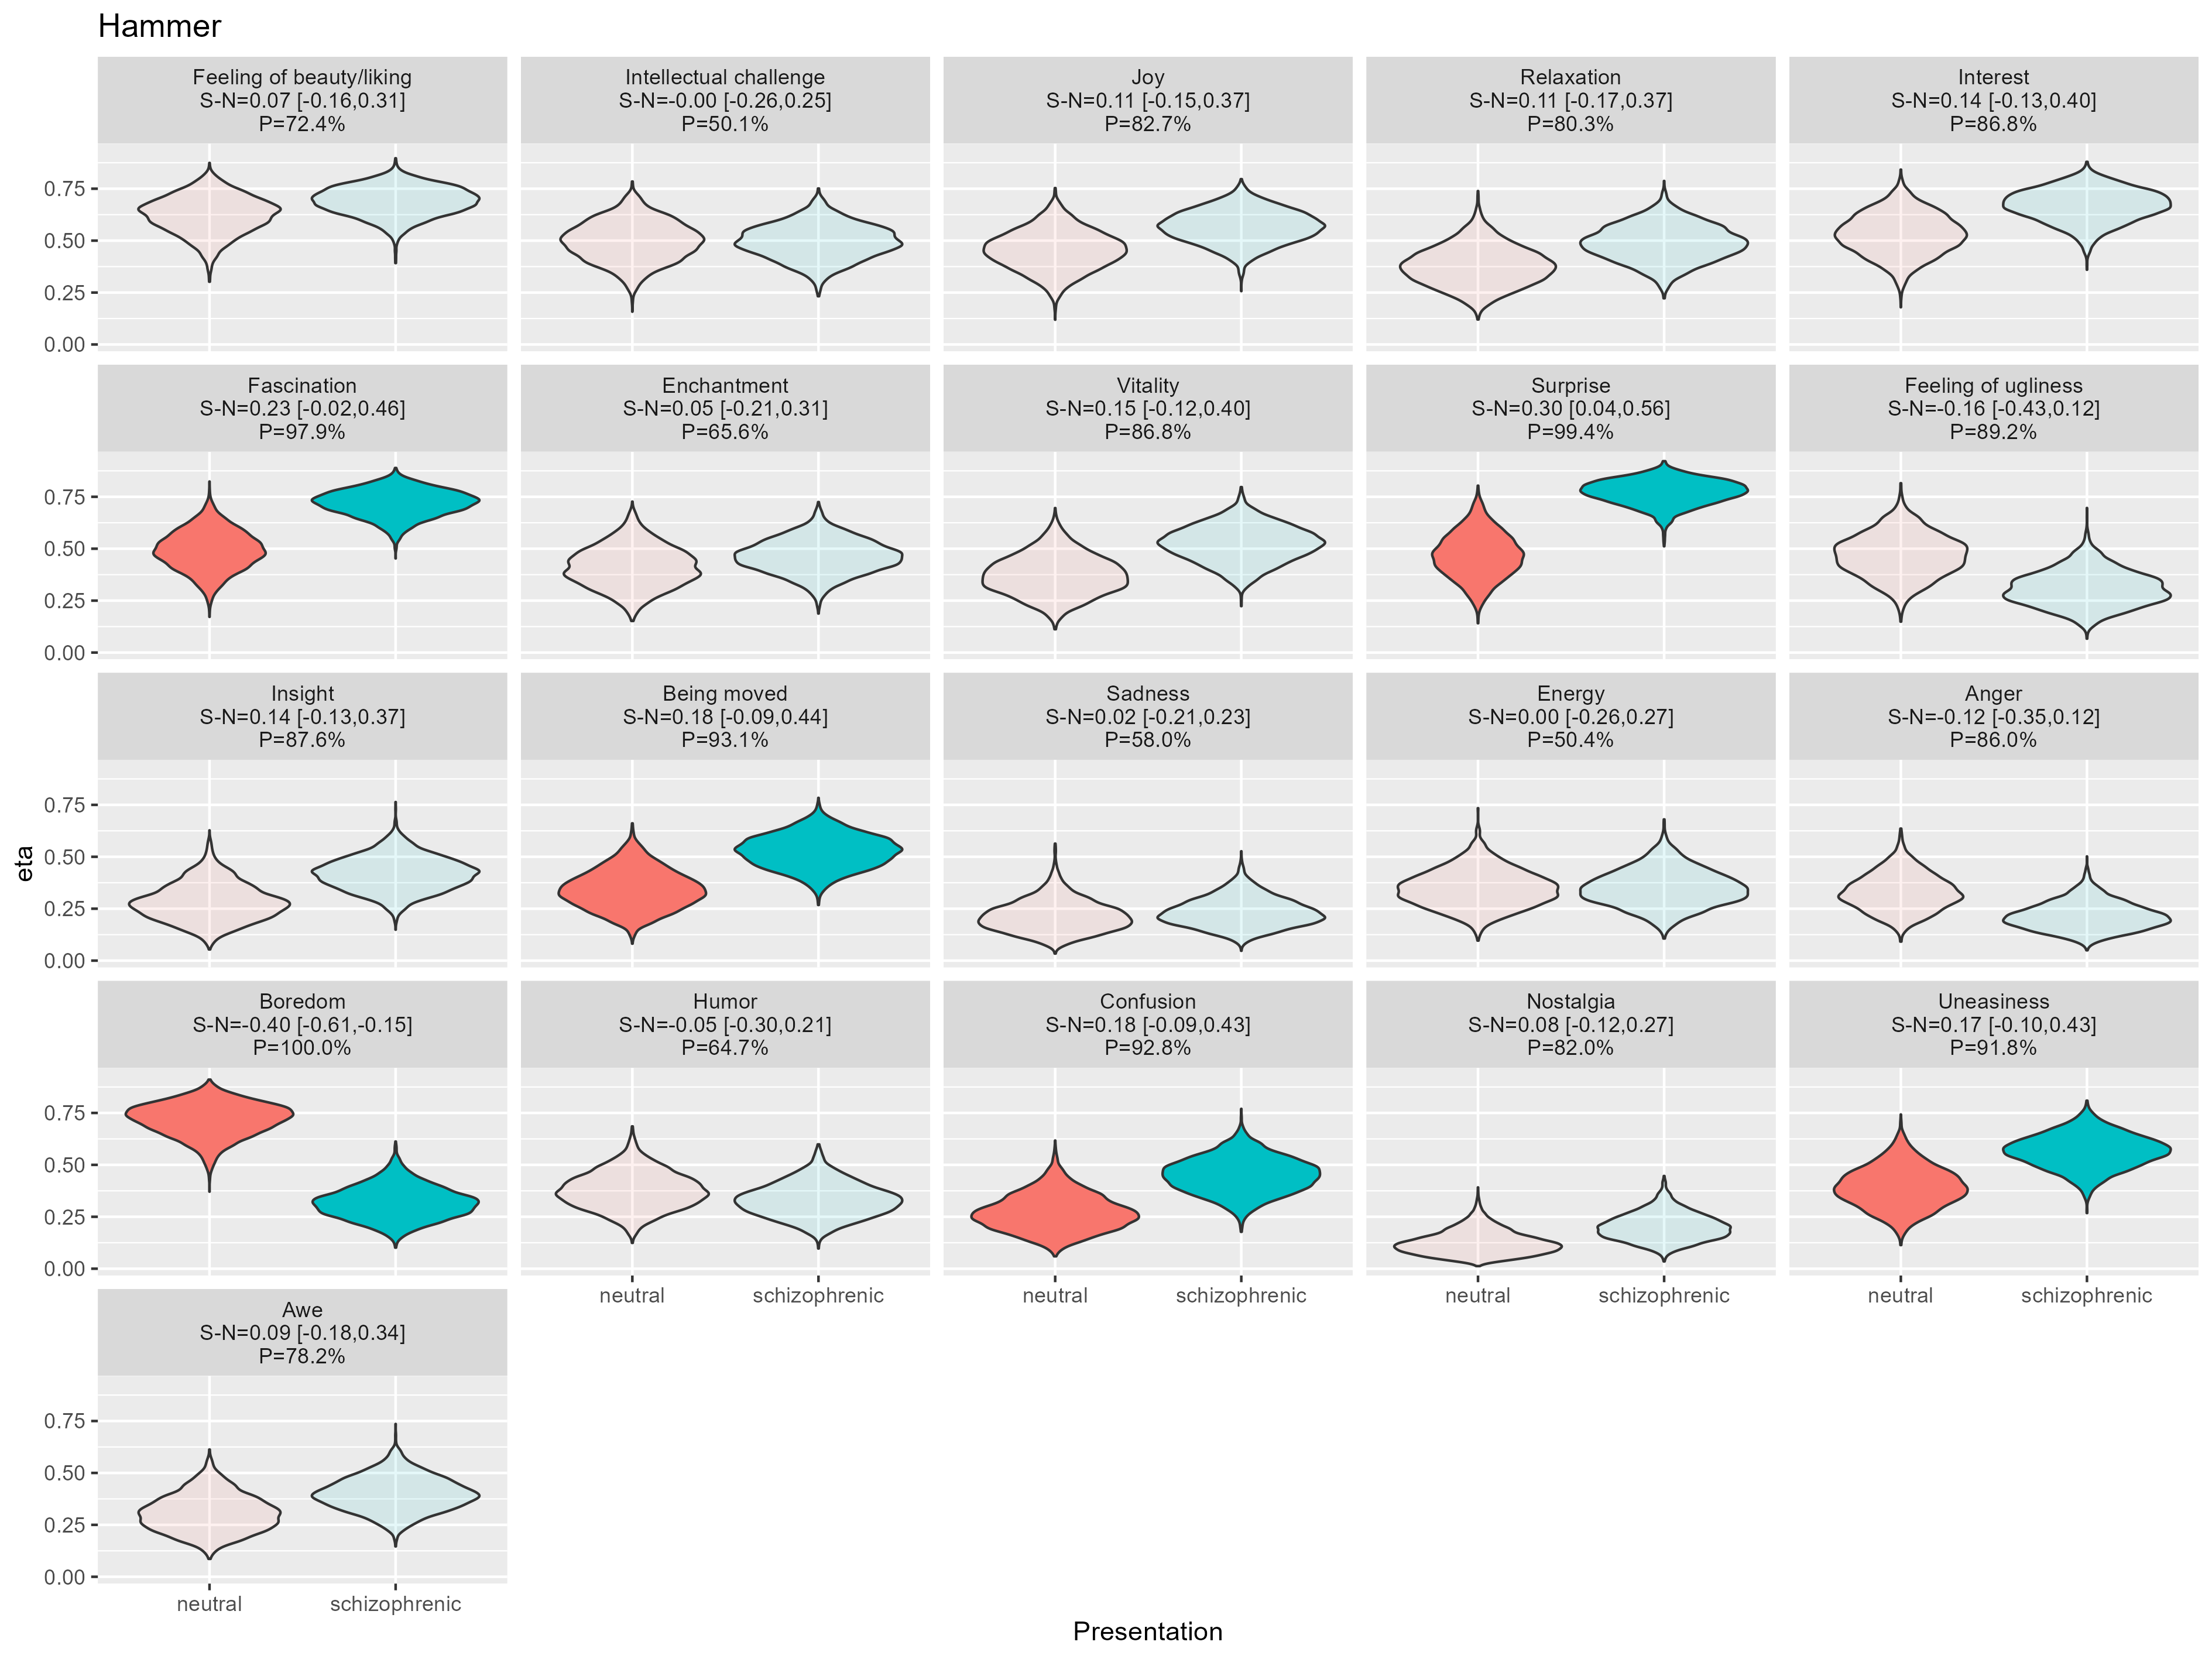 Hammer
Feeling of beauty/liking
S-N=0.07 [-0.16,0.31]
P=72.4%
Intellectual challenge
S-N=-0.00 [-0.26,0.25]
P=50.1%
Joy
S-N=0.11 [-0.15,0.37]
P=82.7%
Relaxation
S-N=0.11 [-0.17,0.37]
P=80.3%
Interest
S-N=0.14 [-0.13,0.40]
P=86.8%
0.75
0.50
0.25
0.00
Fascination
S-N=0.23 [-0.02,0.46]
P=97.9%
Enchantment
S-N=0.05 [-0.21,0.31]
P=65.6%
Vitality
S-N=0.15 [-0.12,0.40]
P=86.8%
Surprise
S-N=0.30 [0.04,0.56]
P=99.4%
Feeling of ugliness
S-N=-0.16 [-0.43,0.12]
P=89.2%
0.75
0.50
0.25
0.00
Insight
S-N=0.14 [-0.13,0.37]
P=87.6%
Being moved
S-N=0.18 [-0.09,0.44]
P=93.1%
Sadness
S-N=0.02 [-0.21,0.23]
P=58.0%
Energy
S-N=0.00 [-0.26,0.27]
P=50.4%
Anger
S-N=-0.12 [-0.35,0.12]
P=86.0%
0.75
0.50
0.25
0.00
eta
Boredom
S-N=-0.40 [-0.61,-0.15]
P=100.0%
Humor
S-N=-0.05 [-0.30,0.21]
P=64.7%
Confusion
S-N=0.18 [-0.09,0.43]
P=92.8%
Nostalgia
S-N=0.08 [-0.12,0.27]
P=82.0%
Uneasiness
S-N=0.17 [-0.10,0.43]
P=91.8%
0.75
0.50
0.25
0.00
neutral schizophrenic
neutral schizophrenic
neutral schizophrenic
neutral schizophrenic
Awe
S-N=0.09 [-0.18,0.34]
P=78.2%
0.75
0.50
0.25
0.00
neutral schizophrenic
Presentation